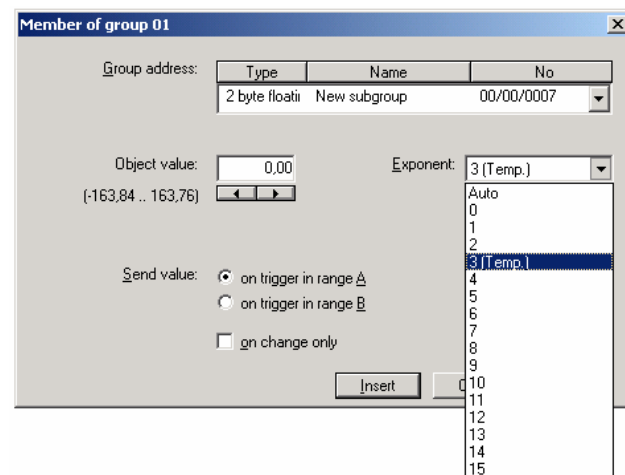 Member of group 01
Group address:
Type Name No
2 byte floatii New subgroup 00/00/0007
Object value: 0,00 Exponent: 3 (Temp.)
(-163,84 .. 163,76)
Auto
0
1
2
3 (Temp.)
4
5
6
7
8
9
10
11
12
13
14
15
Send value: on trigger in range A
on trigger in range B
on change only
Insert